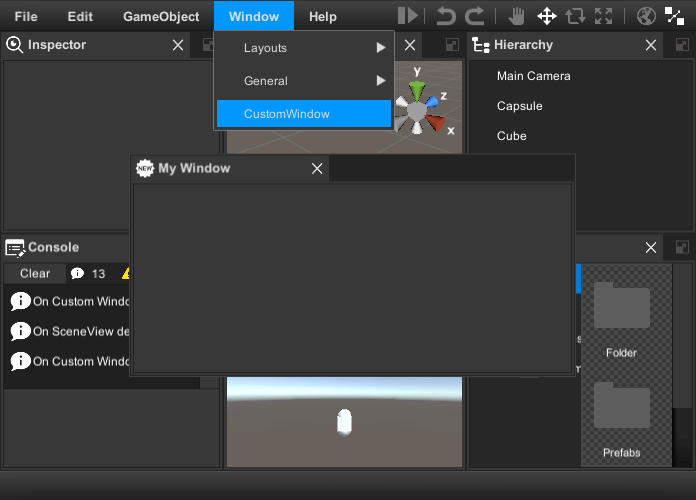 File Edit GameObject Window Help
Inspector
Layouts
General
CustomWindow
y
z
x
Hierarchy
Main Camera
Capsule
Cube
NEW My Window
Console
Clear 13
On Custom Windo
On SceneView de
On Custom Windo
s
m
Folder
Prefabs